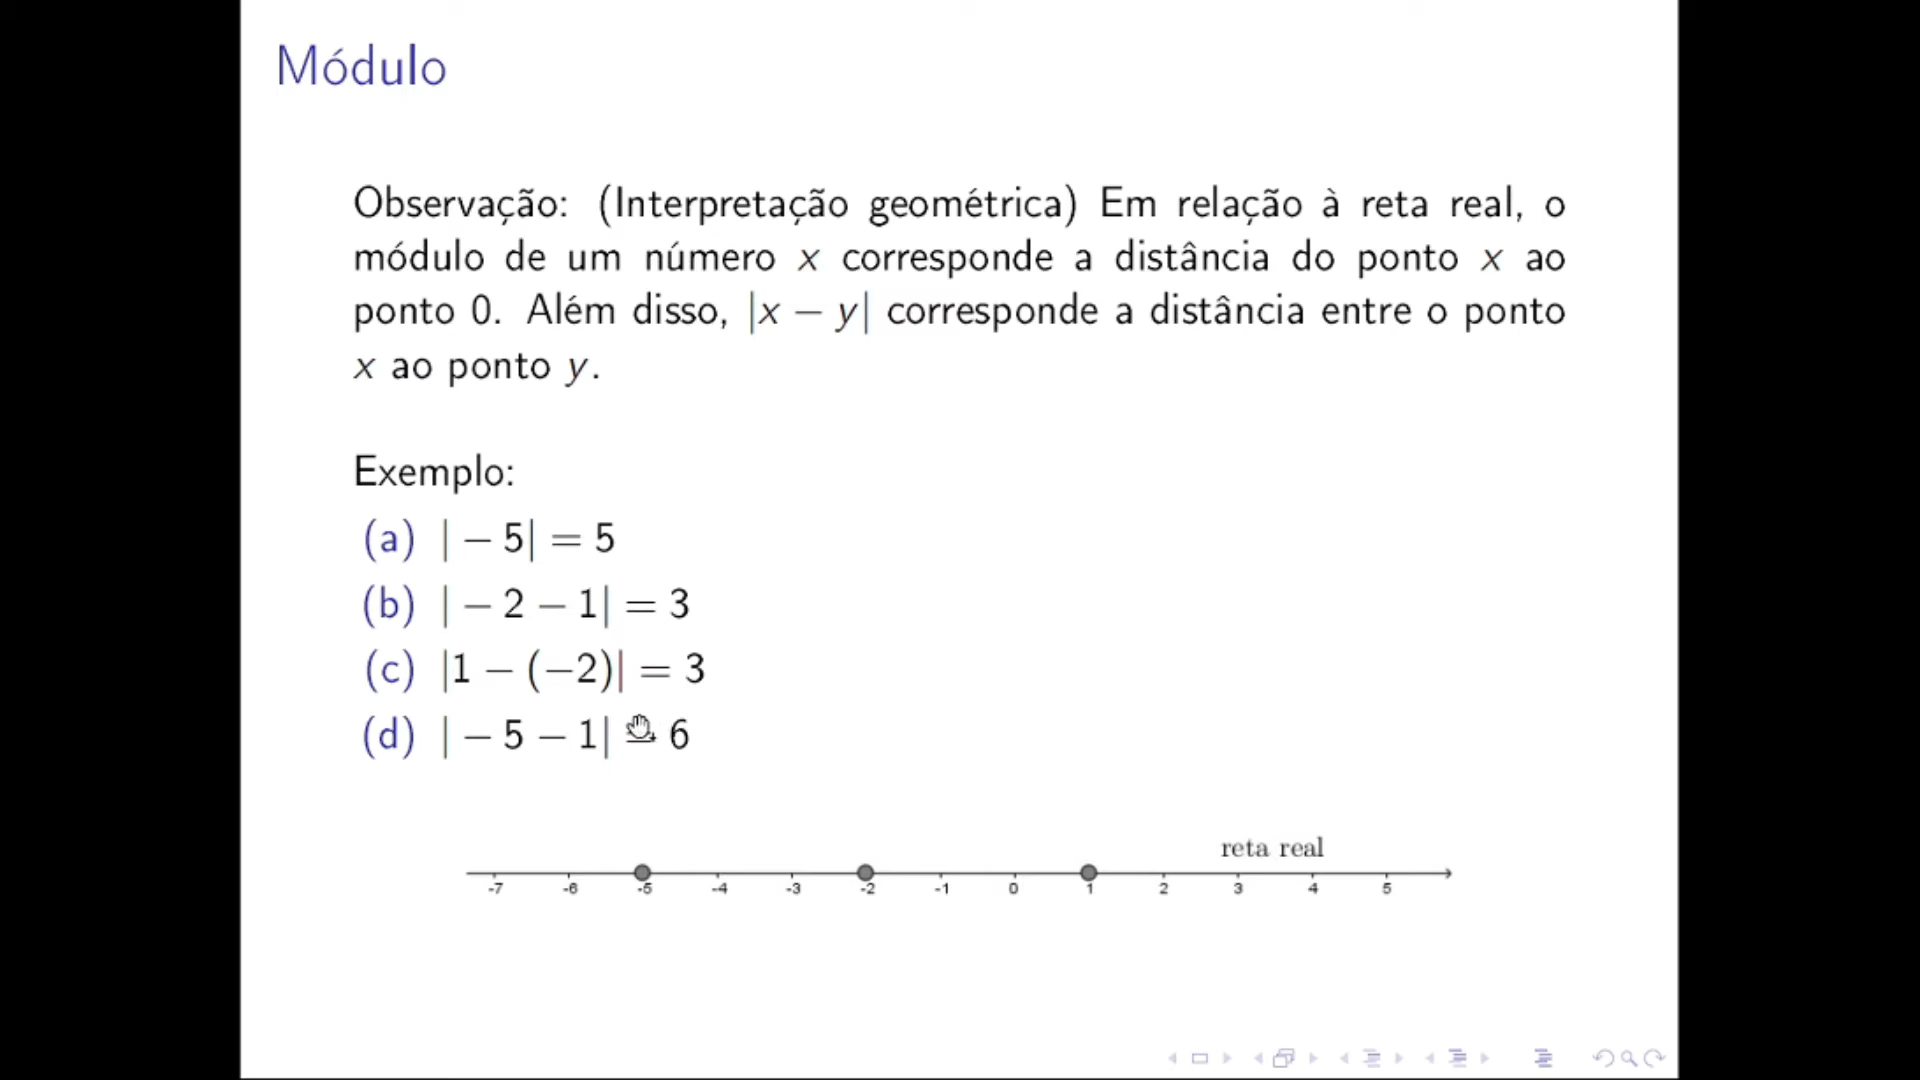 Módulo
Observação: (Interpretação geométrica) Em relação à reta real, o
módulo de um número x corresponde a distância do ponto x ao
ponto 0. Além disso, |x − y| corresponde a distância entre o ponto
x ao ponto y.
Exemplo:
(a) | − 5| = 5
(b) | − 2 − 1| = 3
(c) |1 − (−2)| = 3
(d) | − 5 − 1| = 6
reta real
-7 -6 -5 -4 -3 -2 -1 0 1 2 3 4 5